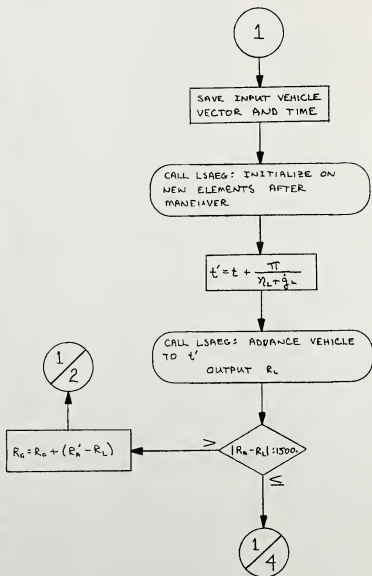 1
SAVE INPUT VEHICLE
VECTOR AND TIME
CALL LSAEG: INITIALIZE ON
NEW ELEMENTS AFTER
MANEUVER
t' = t + π / (η_L + ġ_L)
CALL LSAEG: ADVANCE VEHICLE
TO t'
OUTPUT R_L
|R_A - R_L| : 1500.
>
R_G = R_A + (R_A' - R_L)
1/2
≤
1/4